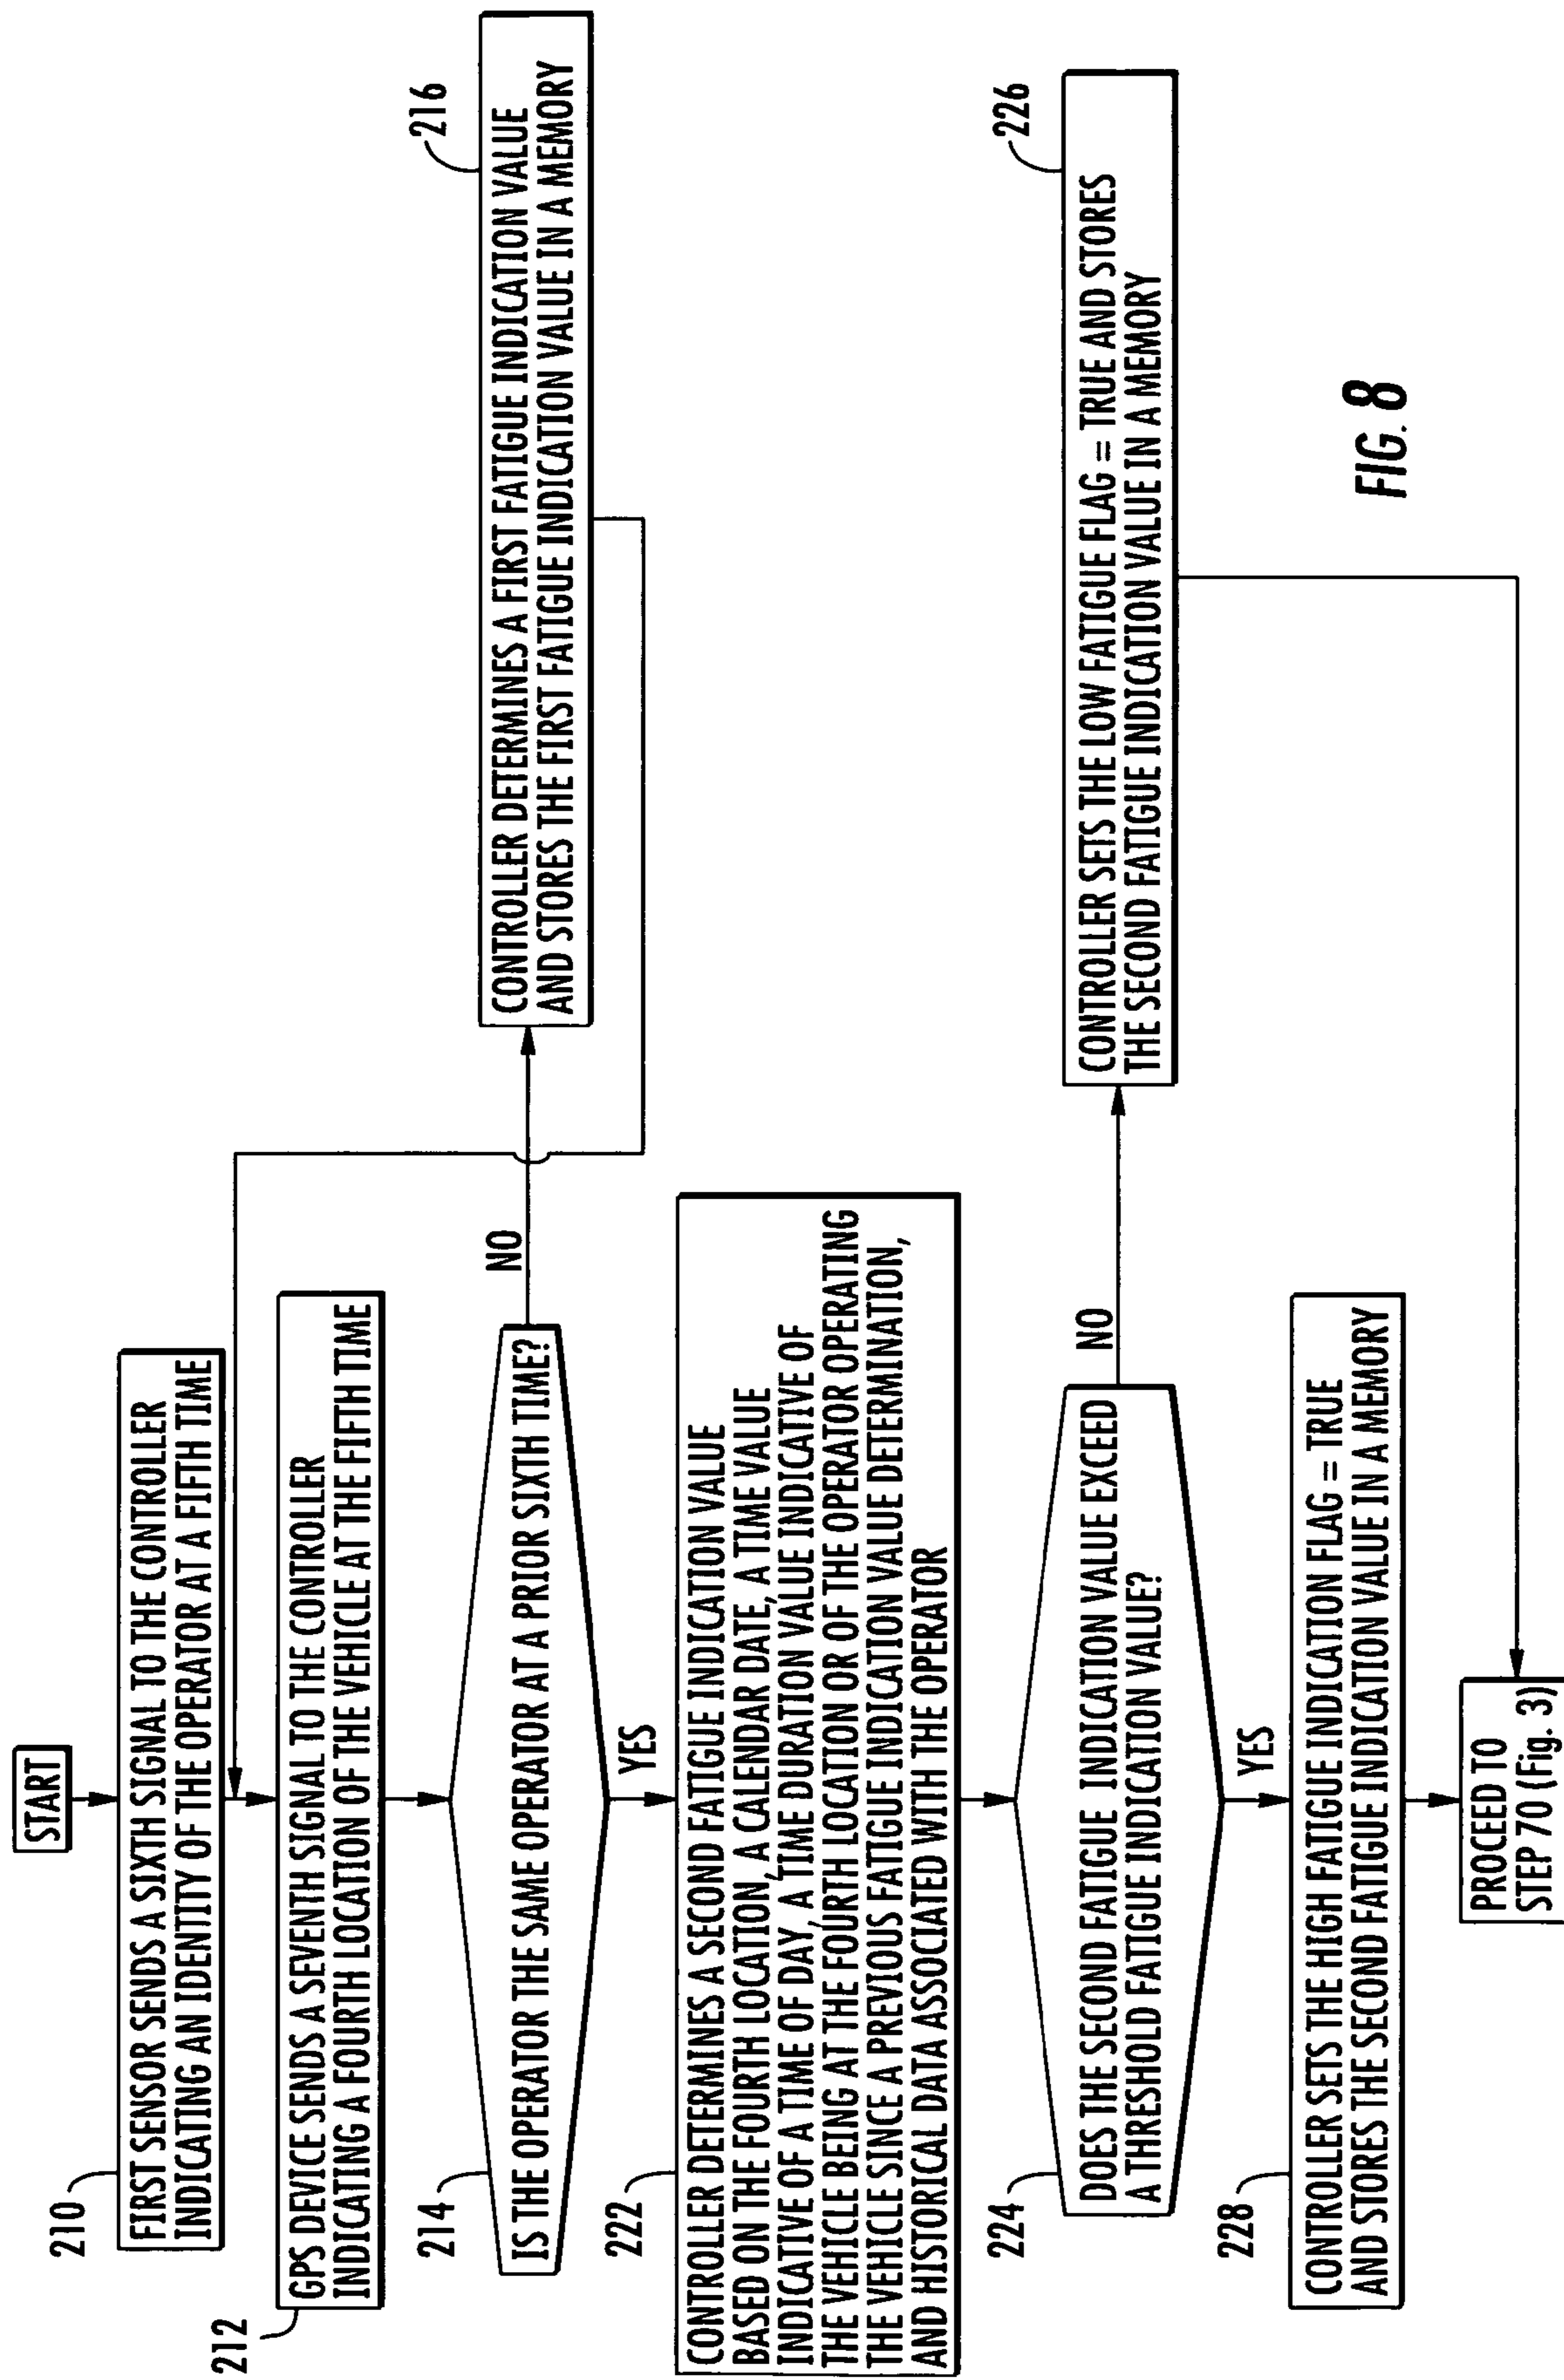 START
210
FIRST SENSOR SENDS A SIXTH SIGNAL TO THE CONTROLLER
INDICATING AN IDENTITY OF THE OPERATOR AT A FIFTH TIME
212
GPS DEVICE SENDS A SEVENTH SIGNAL TO THE CONTROLLER
INDICATING A FOURTH LOCATION OF THE VEHICLE AT THE FIFTH TIME
214
IS THE OPERATOR THE SAME OPERATOR AT A PRIOR SIXTH TIME?
NO
216
CONTROLLER DETERMINES A FIRST FATIGUE INDICATION VALUE
AND STORES THE FIRST FATIGUE INDICATION VALUE IN A MEMORY
YES
222
CONTROLLER DETERMINES A SECOND FATIGUE INDICATION VALUE
BASED ON THE FOURTH LOCATION, A CALENDAR DATE, A TIME VALUE
INDICATIVE OF A TIME OF DAY, A TIME DURATION VALUE INDICATIVE OF
THE VEHICLE BEING AT THE FOURTH LOCATION OR OF THE OPERATOR OPERATING
THE VEHICLE SINCE A PREVIOUS FATIGUE INDICATION VALUE DETERMINATION,
AND HISTORICAL DATA ASSOCIATED WITH THE OPERATOR
224
DOES THE SECOND FATIGUE INDICATION VALUE EXCEED
A THRESHOLD FATIGUE INDICATION VALUE?
NO
226
CONTROLLER SETS THE LOW FATIGUE FLAG = TRUE AND STORES
THE SECOND FATIGUE INDICATION VALUE IN A MEMORY
YES
228
CONTROLLER SETS THE HIGH FATIGUE INDICATION FLAG = TRUE
AND STORES THE SECOND FATIGUE INDICATION VALUE IN A MEMORY
PROCEED TO
STEP 70 (Fig. 3)
FIG. 8